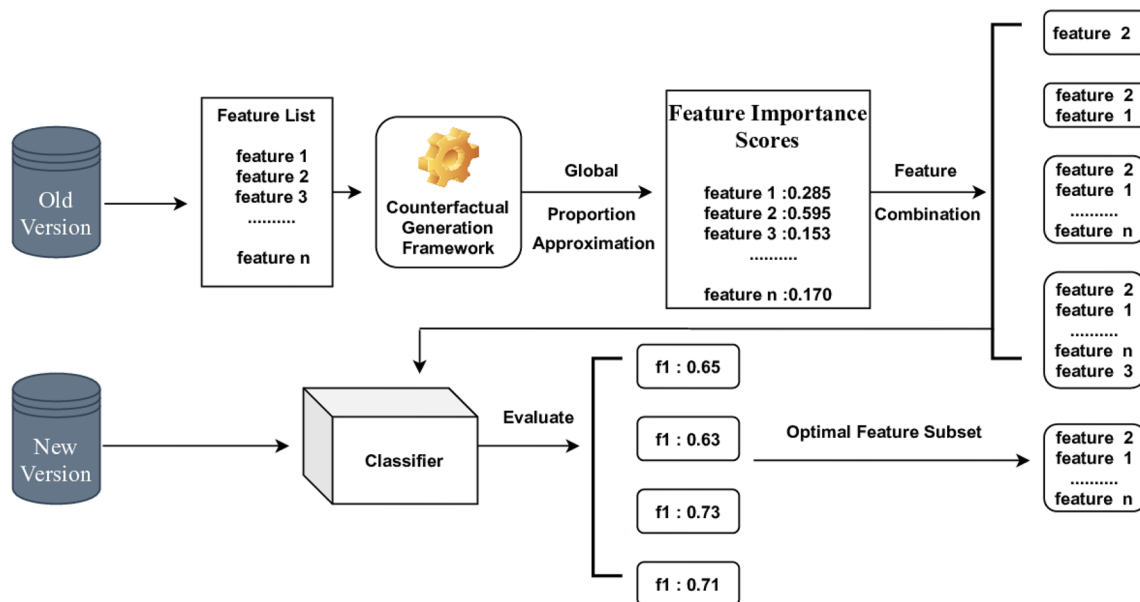 Old
Version
Feature List
feature 1
feature 2
feature 3
..........
feature n
Counterfactual
Generation
Framework
Global
Proportion
Approximation
Feature Importance
Scores
feature 1 :0.285
feature 2 :0.595
feature 3 :0.153
..........
feature n :0.170
Feature
Combination
feature 2
feature 2
feature 1
feature 2
feature 1
..........
feature n
feature 2
feature 1
..........
feature n
feature 3
New
Version
Classifier
Evaluate
f1 : 0.65
f1 : 0.63
f1 : 0.73
f1 : 0.71
Optimal Feature Subset
feature 2
feature 1
..........
feature n